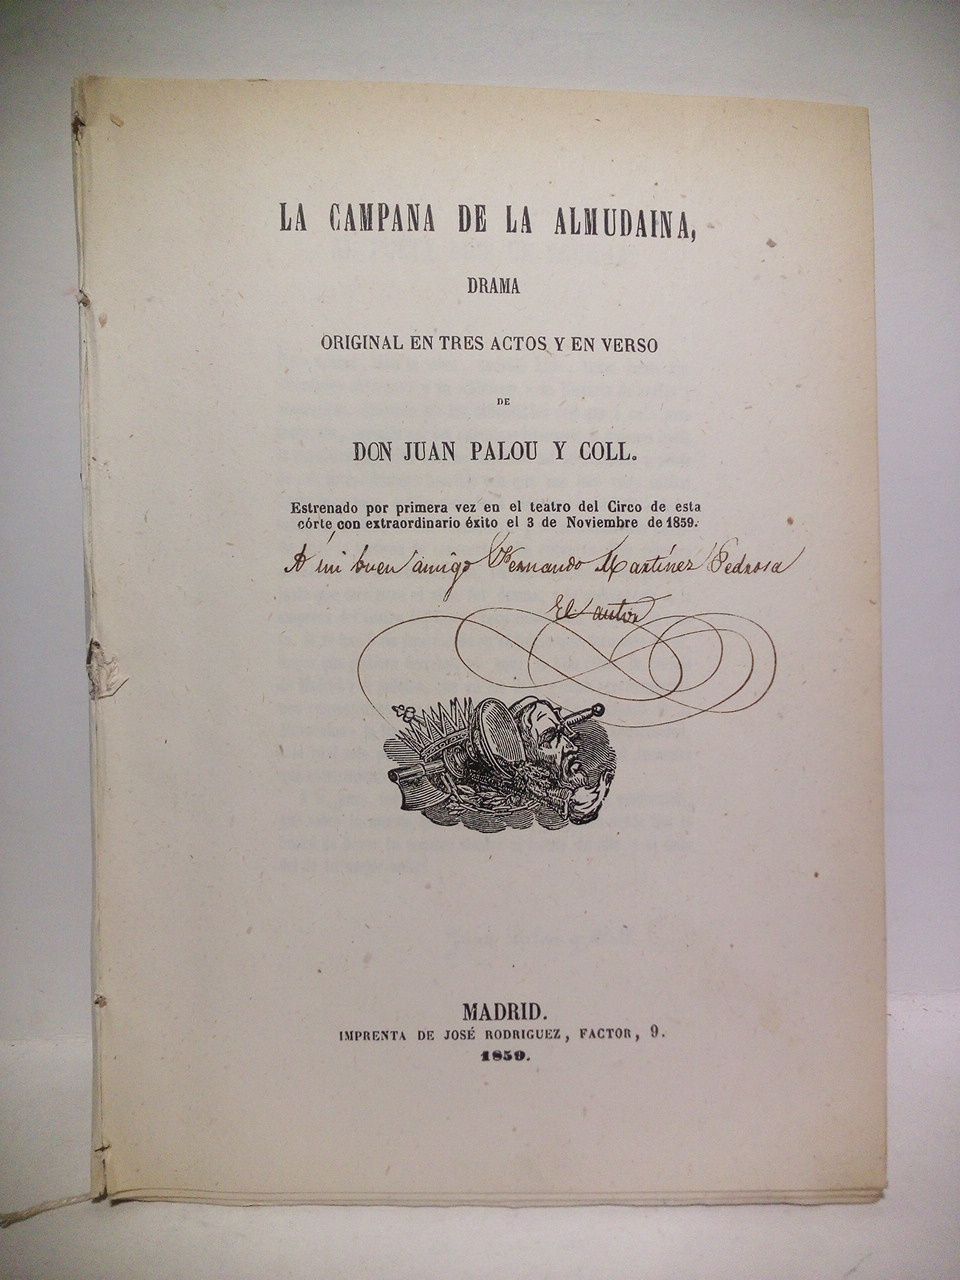 LA CAMPANA DE LA ALMUDAINA,
DRAMA
ORIGINAL EN TRES ACTOS Y EN VERSO
DE
DON JUAN PALOU Y COLL.
Estrenado por primera vez en el teatro del Circo de esta
córte con extraordinario éxito el 3 de Noviembre de 1859.
A mi buen amigo Fernando Martínez Pedrosa
El autor
MADRID.
IMPRENTA DE JOSÉ RODRIGUEZ, FACTOR, 9.
1859.